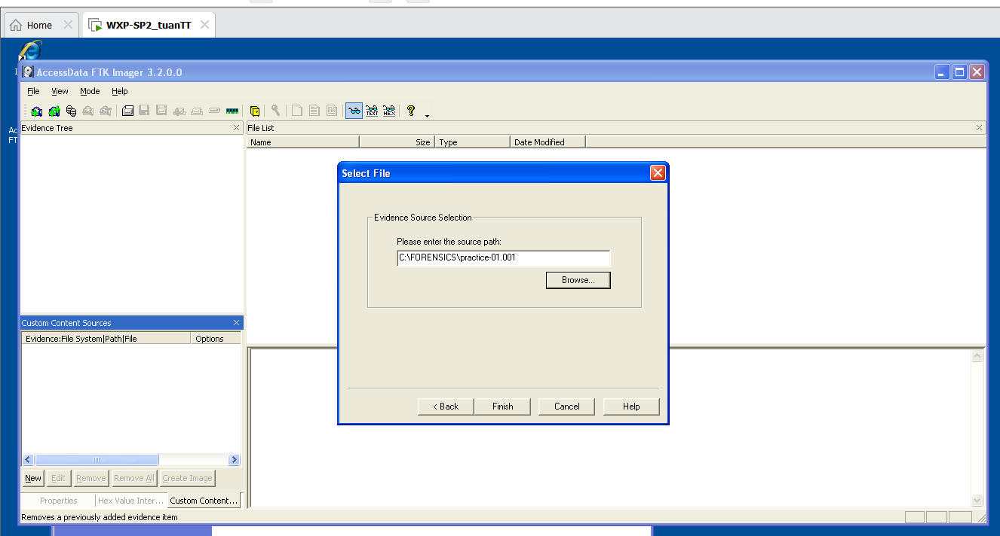 Home
WXP-SP2_tuanTT
AccessData FTK Imager 3.2.0.0
File View Mode Help
TEXT HEX
Evidence Tree
File List
Name Size Type Date Modified
Select File
Evidence Source Selection
Please enter the source path:
C:\FORENSICS\practice-01.001
Browse...
< Back Finish Cancel Help
Custom Content Sources
Evidence:File System|Path|File Options
New Edit Remove Remove All Create Image
Properties Hex Value Inter... Custom Content...
Removes a previously added evidence item